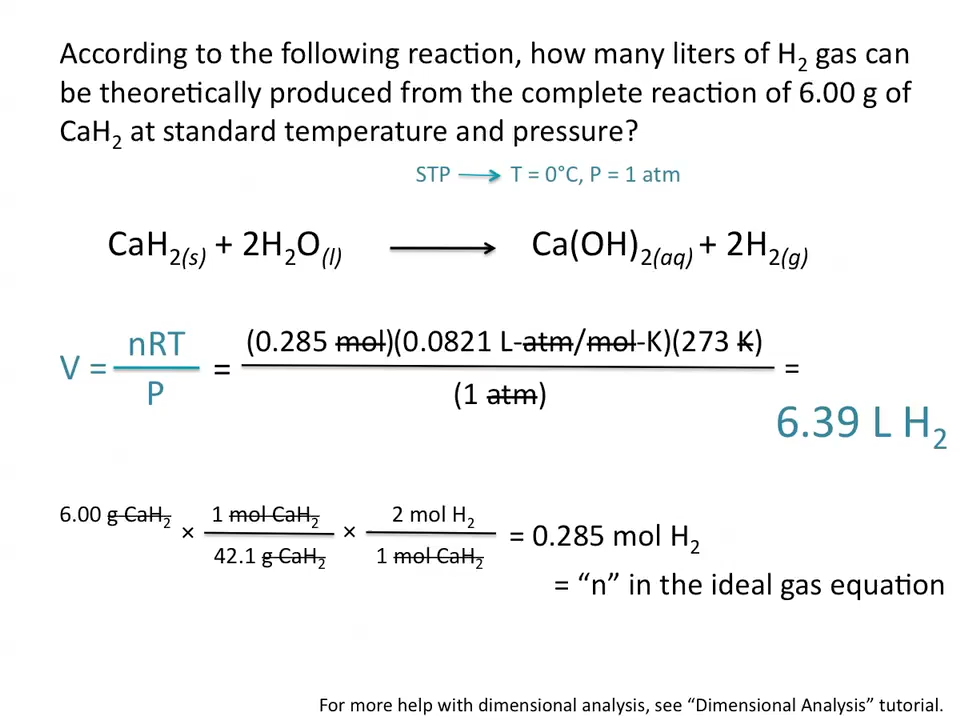 According to the following reaction, how many liters of H₂ gas can
be theoretically produced from the complete reaction of 6.00 g of
CaH₂ at standard temperature and pressure?
STP → T = 0°C, P = 1 atm
CaH₂(s) + 2H₂O(l) → Ca(OH)₂(aq) + 2H₂(g)
V = nRT / P = (0.285 mol)(0.0821 L-atm/mol-K)(273 K) / (1 atm) =
6.39 L H₂
6.00 g CaH₂ × 1 mol CaH₂ / 42.1 g CaH₂ × 2 mol H₂ / 1 mol CaH₂ = 0.285 mol H₂
= “n” in the ideal gas equation
For more help with dimensional analysis, see “Dimensional Analysis” tutorial.